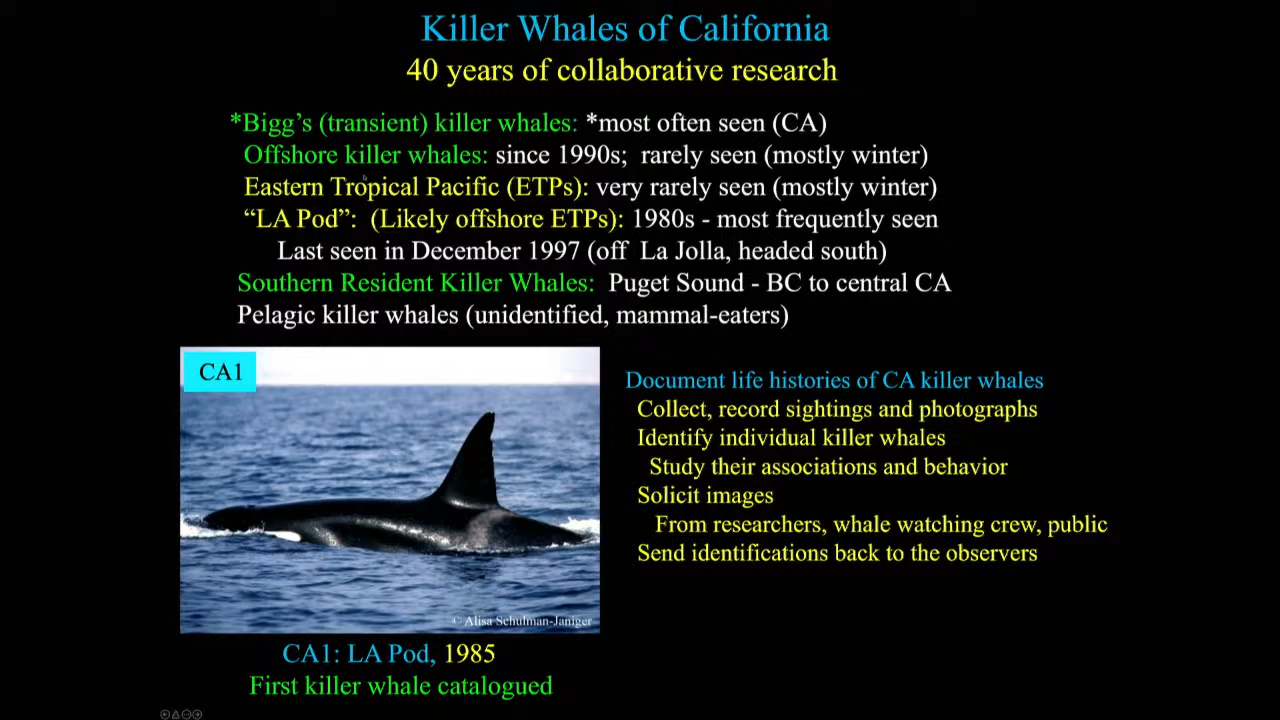 Killer Whales of California
40 years of collaborative research
*Bigg's (transient) killer whales: *most often seen (CA)
Offshore killer whales: since 1990s; rarely seen (mostly winter)
Eastern Tropical Pacific (ETPs): very rarely seen (mostly winter)
“LA Pod”: (Likely offshore ETPs): 1980s - most frequently seen
Last seen in December 1997 (off La Jolla, headed south)
Southern Resident Killer Whales: Puget Sound - BC to central CA
Pelagic killer whales (unidentified, mammal-eaters)
CA1
© Alisa Schulman-Janiger
CA1: LA Pod, 1985
First killer whale catalogued
Document life histories of CA killer whales
Collect, record sightings and photographs
Identify individual killer whales
Study their associations and behavior
Solicit images
From researchers, whale watching crew, public
Send identifications back to the observers